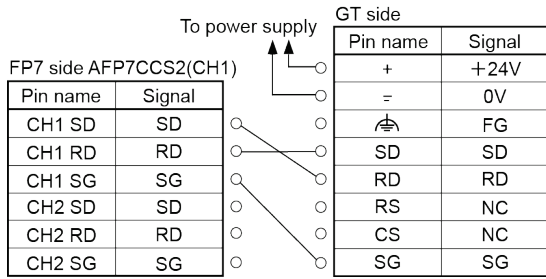 To power supply
GT side
Pin name Signal
+ +24V
− 0V
FG
SD SD
RD RD
RS NC
CS NC
SG SG
FP7 side AFP7CCS2(CH1)
Pin name Signal
CH1 SD SD
CH1 RD RD
CH1 SG SG
CH2 SD SD
CH2 RD RD
CH2 SG SG